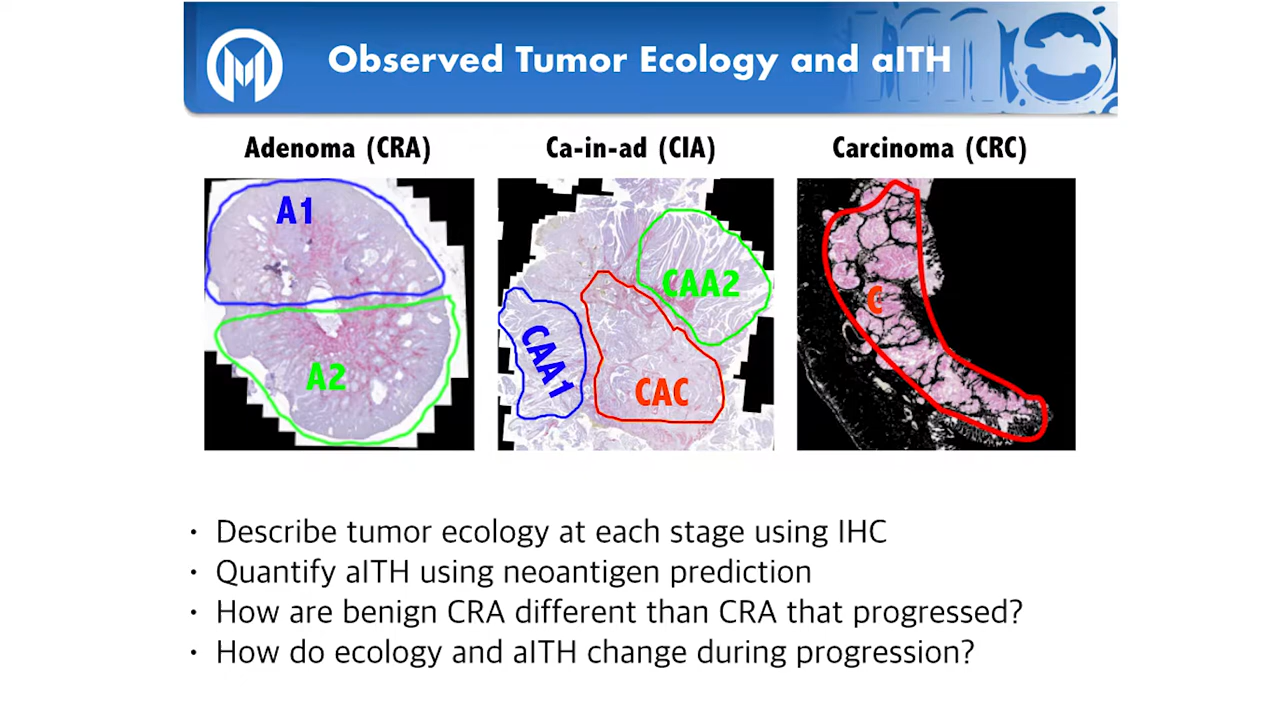 Observed Tumor Ecology and aITH
Adenoma (CRA)
Ca-in-ad (CIA)
Carcinoma (CRC)
A1
A2
CAA1
CAA2
CAC
C
• Describe tumor ecology at each stage using IHC
• Quantify aITH using neoantigen prediction
• How are benign CRA different than CRA that progressed?
• How do ecology and aITH change during progression?